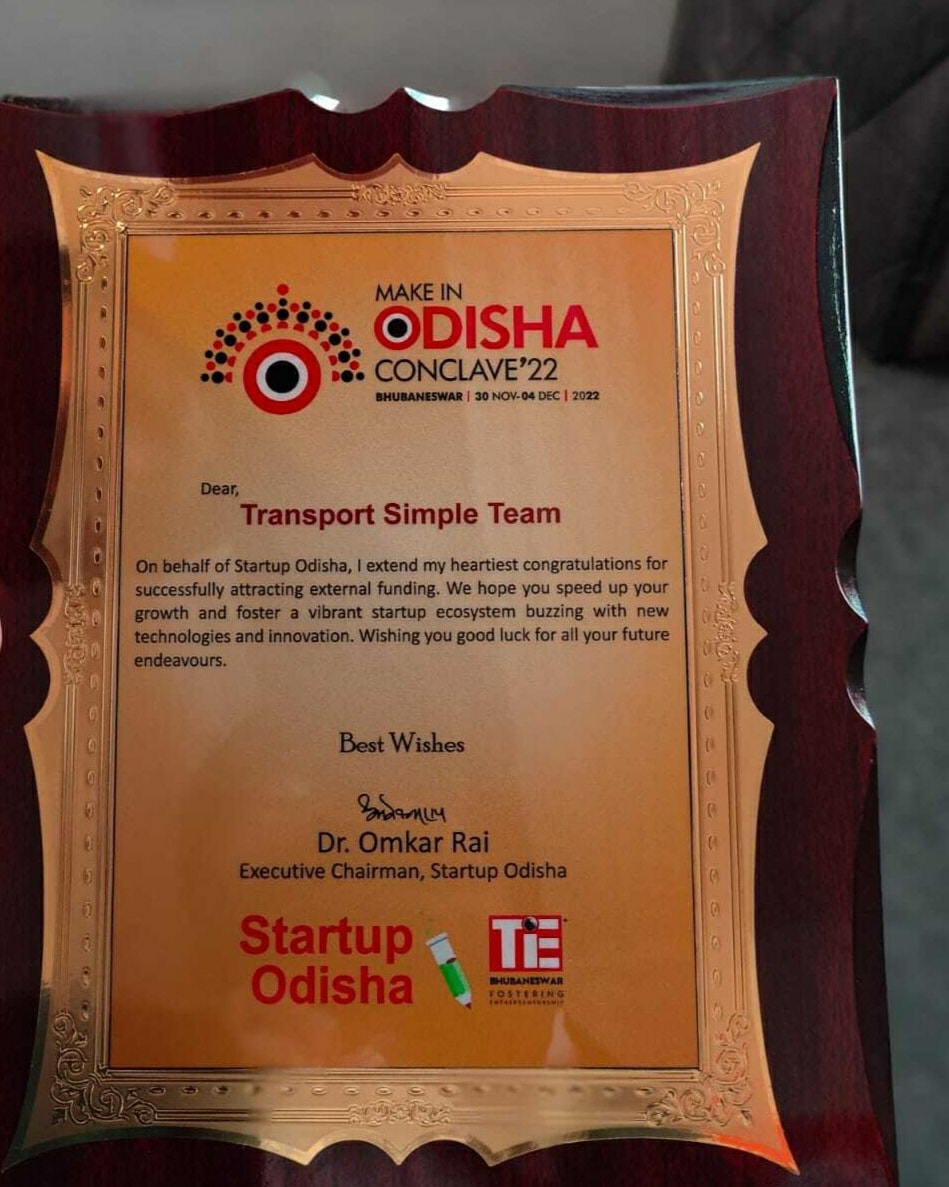 MAKE IN
ODISHA
CONCLAVE'22
BHUBANESWAR | 30 NOV-04 DEC | 2022
Dear,
Transport Simple Team
On behalf of Startup Odisha, I extend my heartiest congratulations for
successfully attracting external funding. We hope you speed up your
growth and foster a vibrant startup ecosystem buzzing with new
technologies and innovation. Wishing you good luck for all your future
endeavours.
Best Wishes
Dr. Omkar Rai
Executive Chairman, Startup Odisha
Startup
Odisha
TiE
BHUBANESWAR
FOSTERING
ENTREPRENEURSHIP